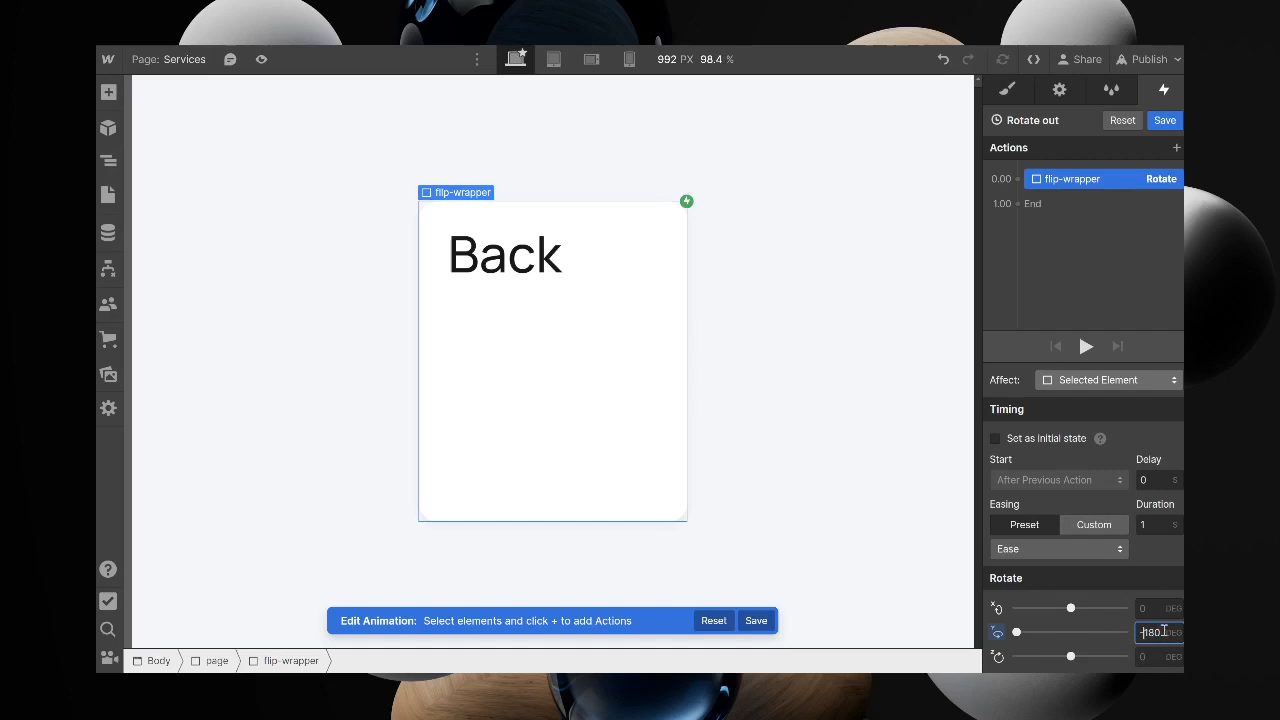 Page: Services
992 PX 98.4 %
Share
Publish
Rotate out
Reset
Save
Actions
0.00
flip-wrapper
Rotate
1.00
End
flip-wrapper
Back
Affect:
Selected Element
Timing
Set as initial state
Start
Delay
After Previous Action
0 S
Easing
Duration
Preset
Custom
1 S
Ease
Rotate
X
0 DEG
Y
-180 DEG
Z
0 DEG
Edit Animation: Select elements and click + to add Actions
Reset
Save
Body
page
flip-wrapper